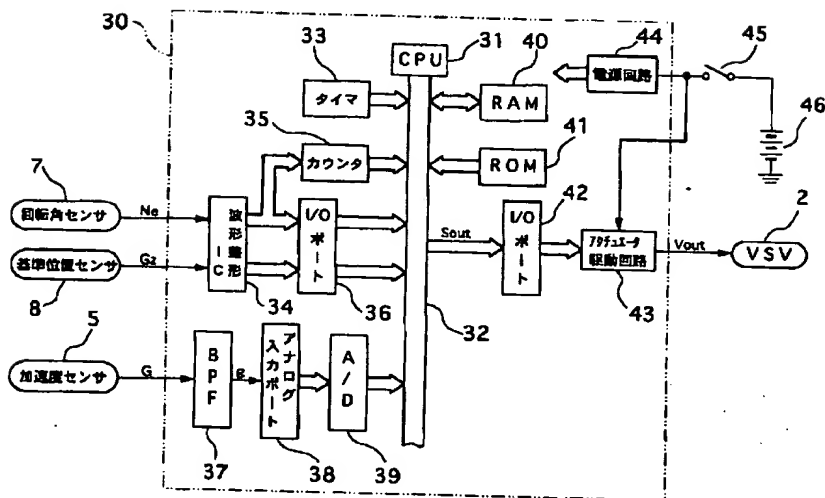 30
33
31
CPU
40
44
45
タイマ
RAM
電源回路
35
41
46
カウンタ
ROM
7
42
2
回転角センサ
Ne
波形整形IC
I/Oポート
Sout
I/Oポート
アクチュエータ
駆動回路
Vout
VSV
基準位置センサ
G₂
8
34
36
32
43
5
加速度センサ
G
BPF
g
アナログ
入力ポート
A/D
37
38
39